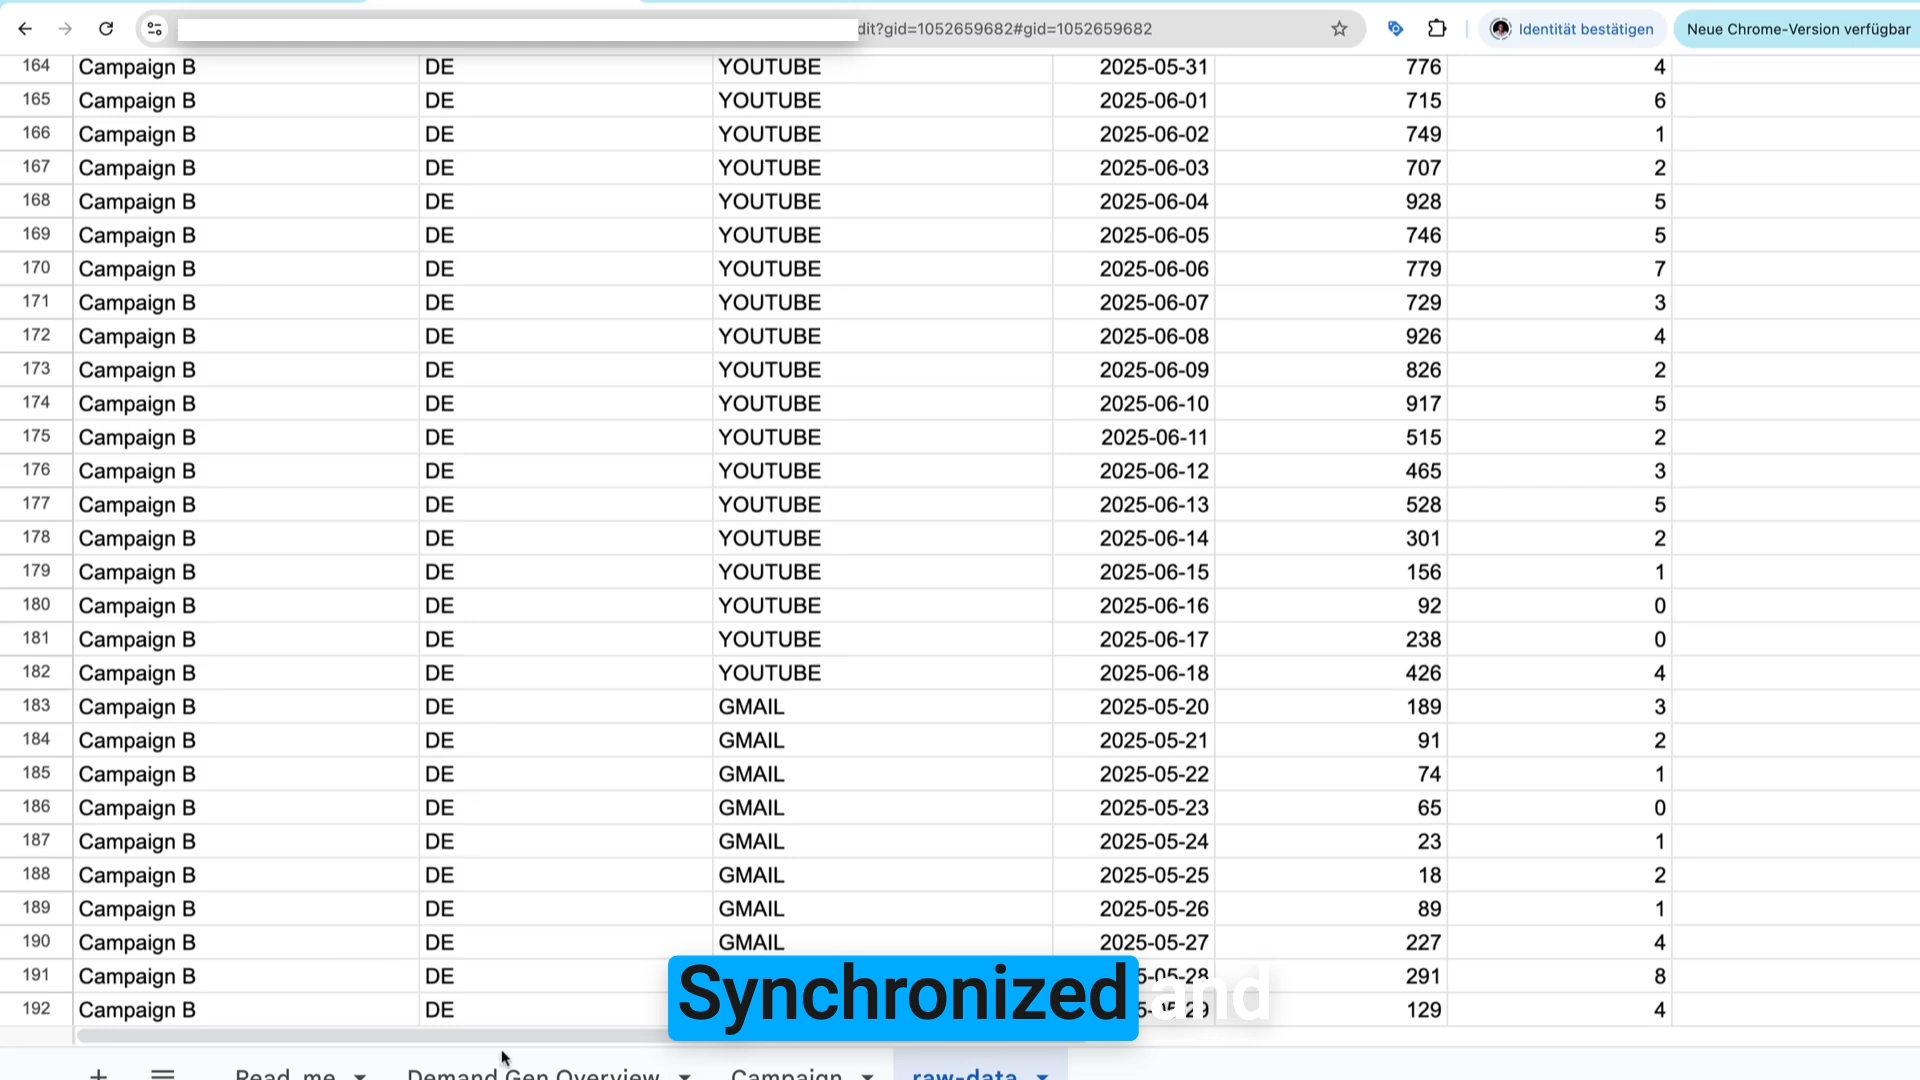 dit?gid=1052659682#gid=1052659682 Identität bestätigen Neue Chrome-Version verfügbar
164 Campaign B DE YOUTUBE 2025-05-31 776 4
165 Campaign B DE YOUTUBE 2025-06-01 715 6
166 Campaign B DE YOUTUBE 2025-06-02 749 1
167 Campaign B DE YOUTUBE 2025-06-03 707 2
168 Campaign B DE YOUTUBE 2025-06-04 928 5
169 Campaign B DE YOUTUBE 2025-06-05 746 5
170 Campaign B DE YOUTUBE 2025-06-06 779 7
171 Campaign B DE YOUTUBE 2025-06-07 729 3
172 Campaign B DE YOUTUBE 2025-06-08 926 4
173 Campaign B DE YOUTUBE 2025-06-09 826 2
174 Campaign B DE YOUTUBE 2025-06-10 917 5
175 Campaign B DE YOUTUBE 2025-06-11 515 2
176 Campaign B DE YOUTUBE 2025-06-12 465 3
177 Campaign B DE YOUTUBE 2025-06-13 528 5
178 Campaign B DE YOUTUBE 2025-06-14 301 2
179 Campaign B DE YOUTUBE 2025-06-15 156 1
180 Campaign B DE YOUTUBE 2025-06-16 92 0
181 Campaign B DE YOUTUBE 2025-06-17 238 0
182 Campaign B DE YOUTUBE 2025-06-18 426 4
183 Campaign B DE GMAIL 2025-05-20 189 3
184 Campaign B DE GMAIL 2025-05-21 91 2
185 Campaign B DE GMAIL 2025-05-22 74 1
186 Campaign B DE GMAIL 2025-05-23 65 0
187 Campaign B DE GMAIL 2025-05-24 23 1
188 Campaign B DE GMAIL 2025-05-25 18 2
189 Campaign B DE GMAIL 2025-05-26 89 1
190 Campaign B DE GMAIL 2025-05-27 227 4
191 Campaign B DE 5-05-28 291 8
192 Campaign B DE 129 4
Synchronized and
Read_me Demand Gen Overview Campaign raw-data